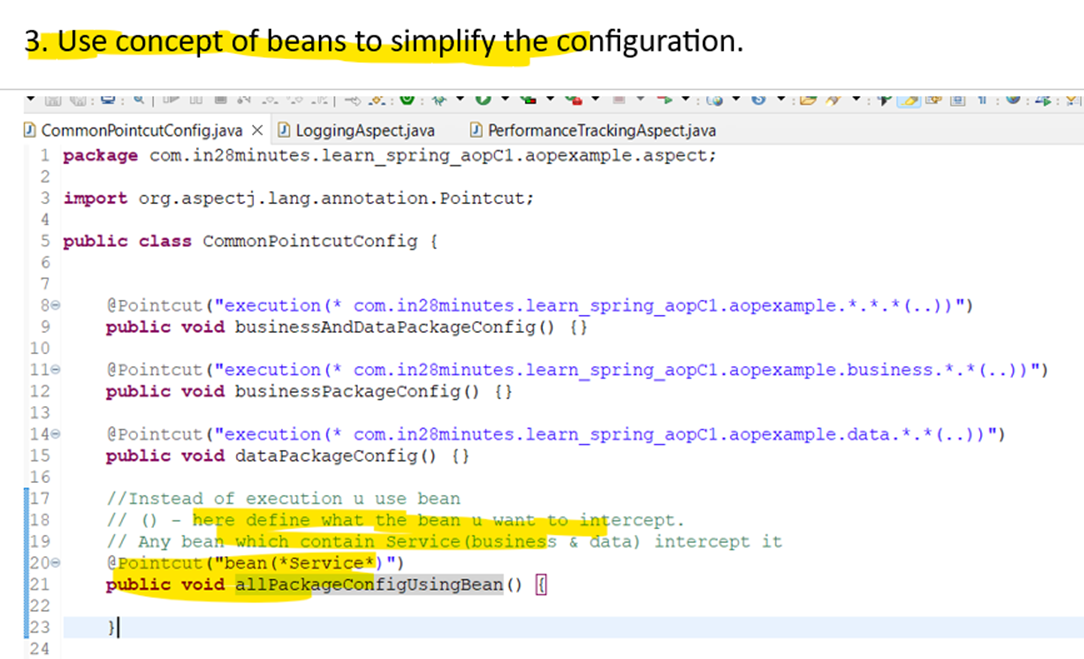 3. Use concept of beans to simplify the configuration.
CommonPointcutConfig.java LoggingAspect.java PerformanceTrackingAspect.java
1 package com.in28minutes.learn_spring_aopC1.aopexample.aspect;
2
3 import org.aspectj.lang.annotation.Pointcut;
4
5 public class CommonPointcutConfig {
6
7
8 @Pointcut("execution(* com.in28minutes.learn_spring_aopC1.aopexample.*.*.*(..))")
9 public void businessAndDataPackageConfig() {}
10
11 @Pointcut("execution(* com.in28minutes.learn_spring_aopC1.aopexample.business.*.*(..))")
12 public void businessPackageConfig() {}
13
14 @Pointcut("execution(* com.in28minutes.learn_spring_aopC1.aopexample.data.*.*(..))")
15 public void dataPackageConfig() {}
16
17 //Instead of execution u use bean
18 // () - here define what the bean u want to intercept.
19 // Any bean which contain Service(business & data) intercept it
20 @Pointcut("bean(*Service*)")
21 public void allPackageConfigUsingBean() {
22
23 }
24